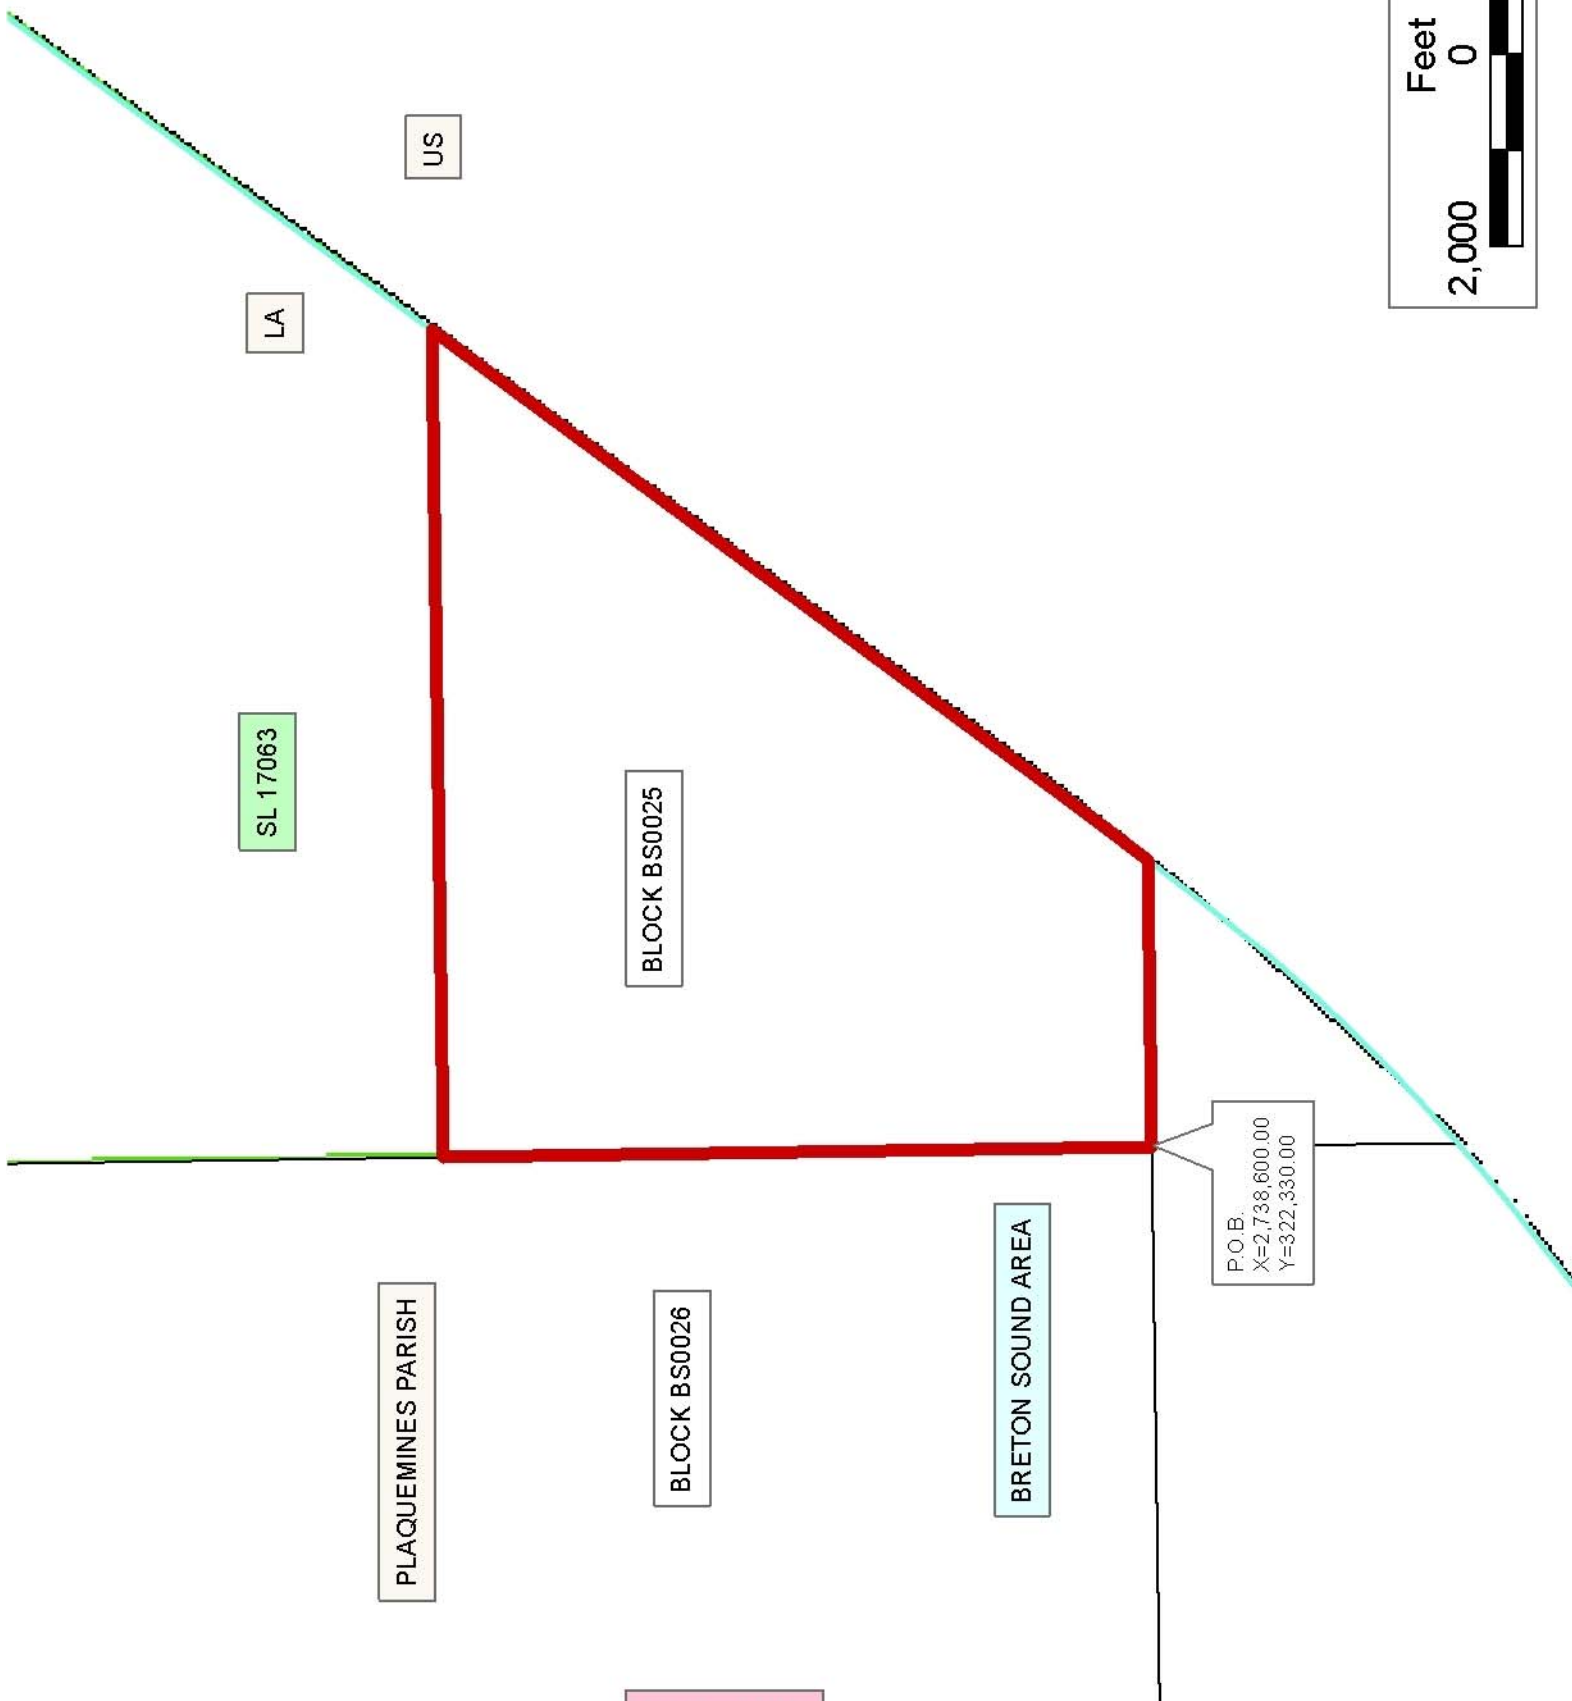 PLAQUEMINES PARISH
SL 17063
LA
US
BLOCK BS0026
BLOCK BS0025
BRETON SOUND AREA
P.O.B.
X=2,738,600.00
Y=322,330.00
Feet
2,000 0